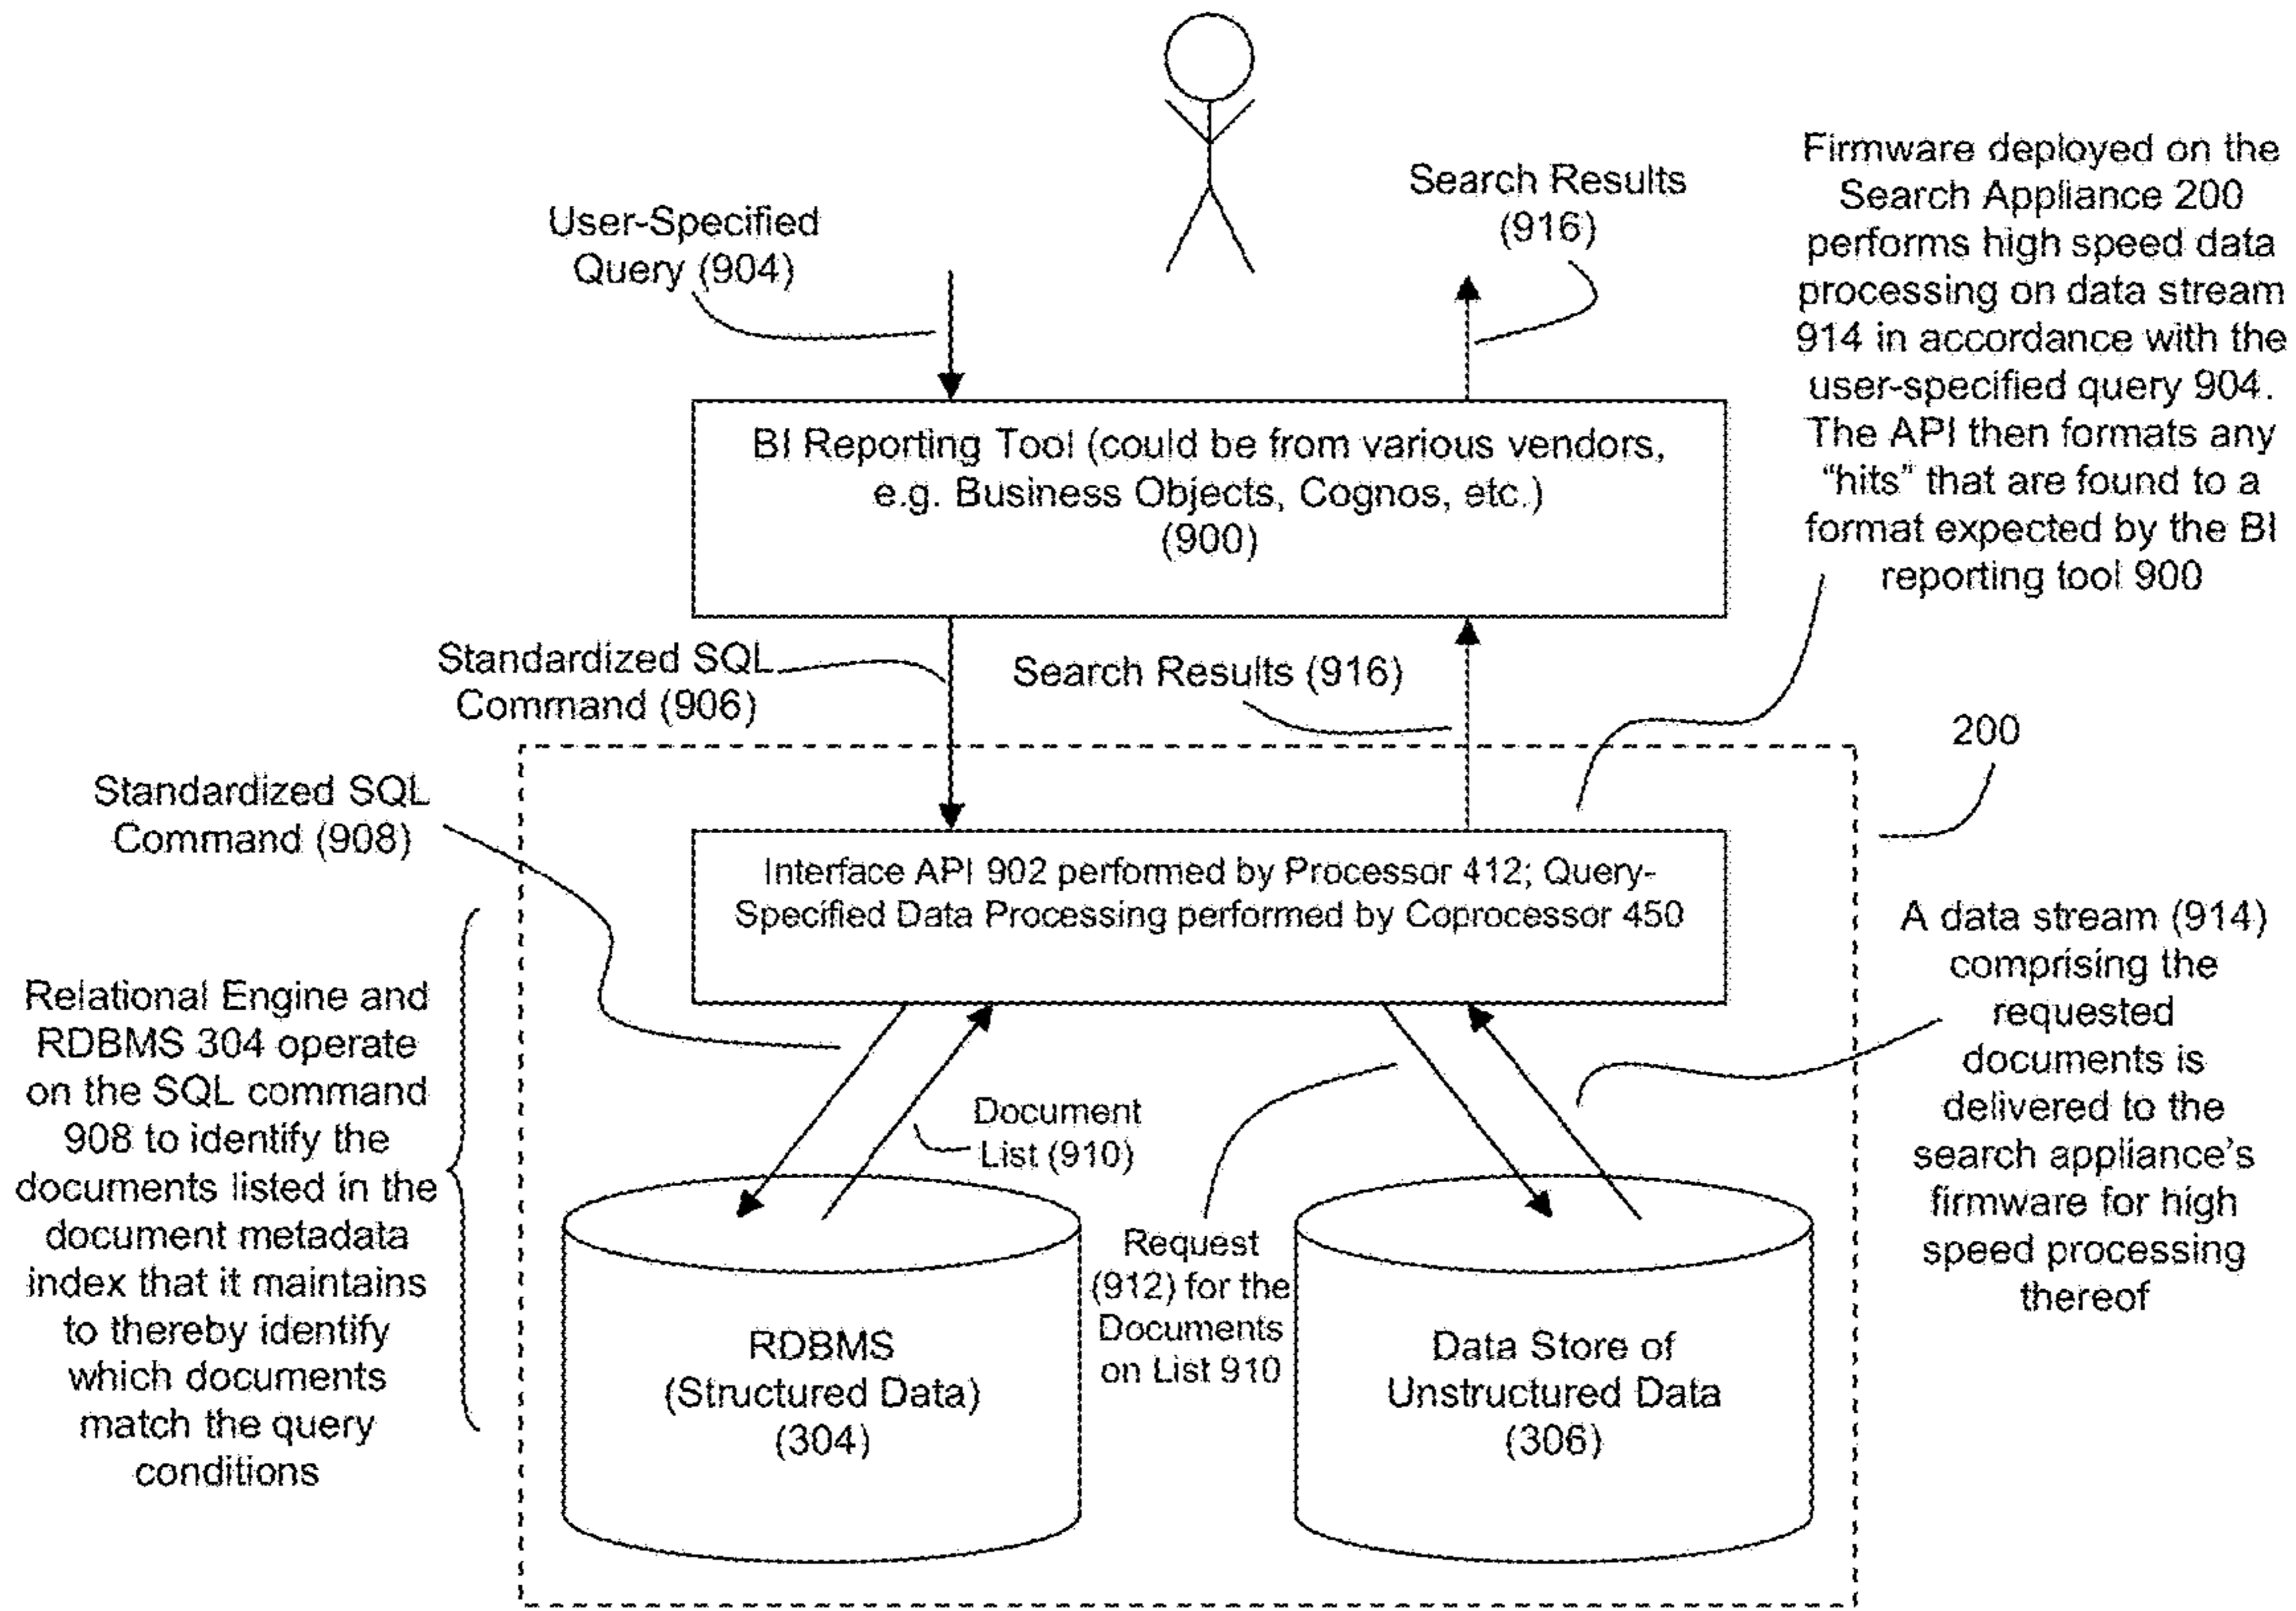 User-Specified
Query (904)
Search Results
(916)
Firmware deployed on the
Search Appliance 200
performs high speed data
processing on data stream
914 in accordance with the
user-specified query 904.
The API then formats any
“hits” that are found to a
format expected by the BI
reporting tool 900
BI Reporting Tool (could be from various vendors,
e.g. Business Objects, Cognos, etc.)
(900)
Standardized SQL
Command (906)
Search Results (916)
200
Standardized SQL
Command (908)
Interface API 902 performed by Processor 412; Query-
Specified Data Processing performed by Coprocessor 450
Relational Engine and
RDBMS 304 operate
on the SQL command
908 to identify the
documents listed in the
document metadata
index that it maintains
to thereby identify
which documents
match the query
conditions
Document
List (910)
Request
(912) for the
Documents
on List 910
A data stream (914)
comprising the
requested
documents is
delivered to the
search appliance’s
firmware for high
speed processing
thereof
RDBMS
(Structured Data)
(304)
Data Store of
Unstructured Data
(306)